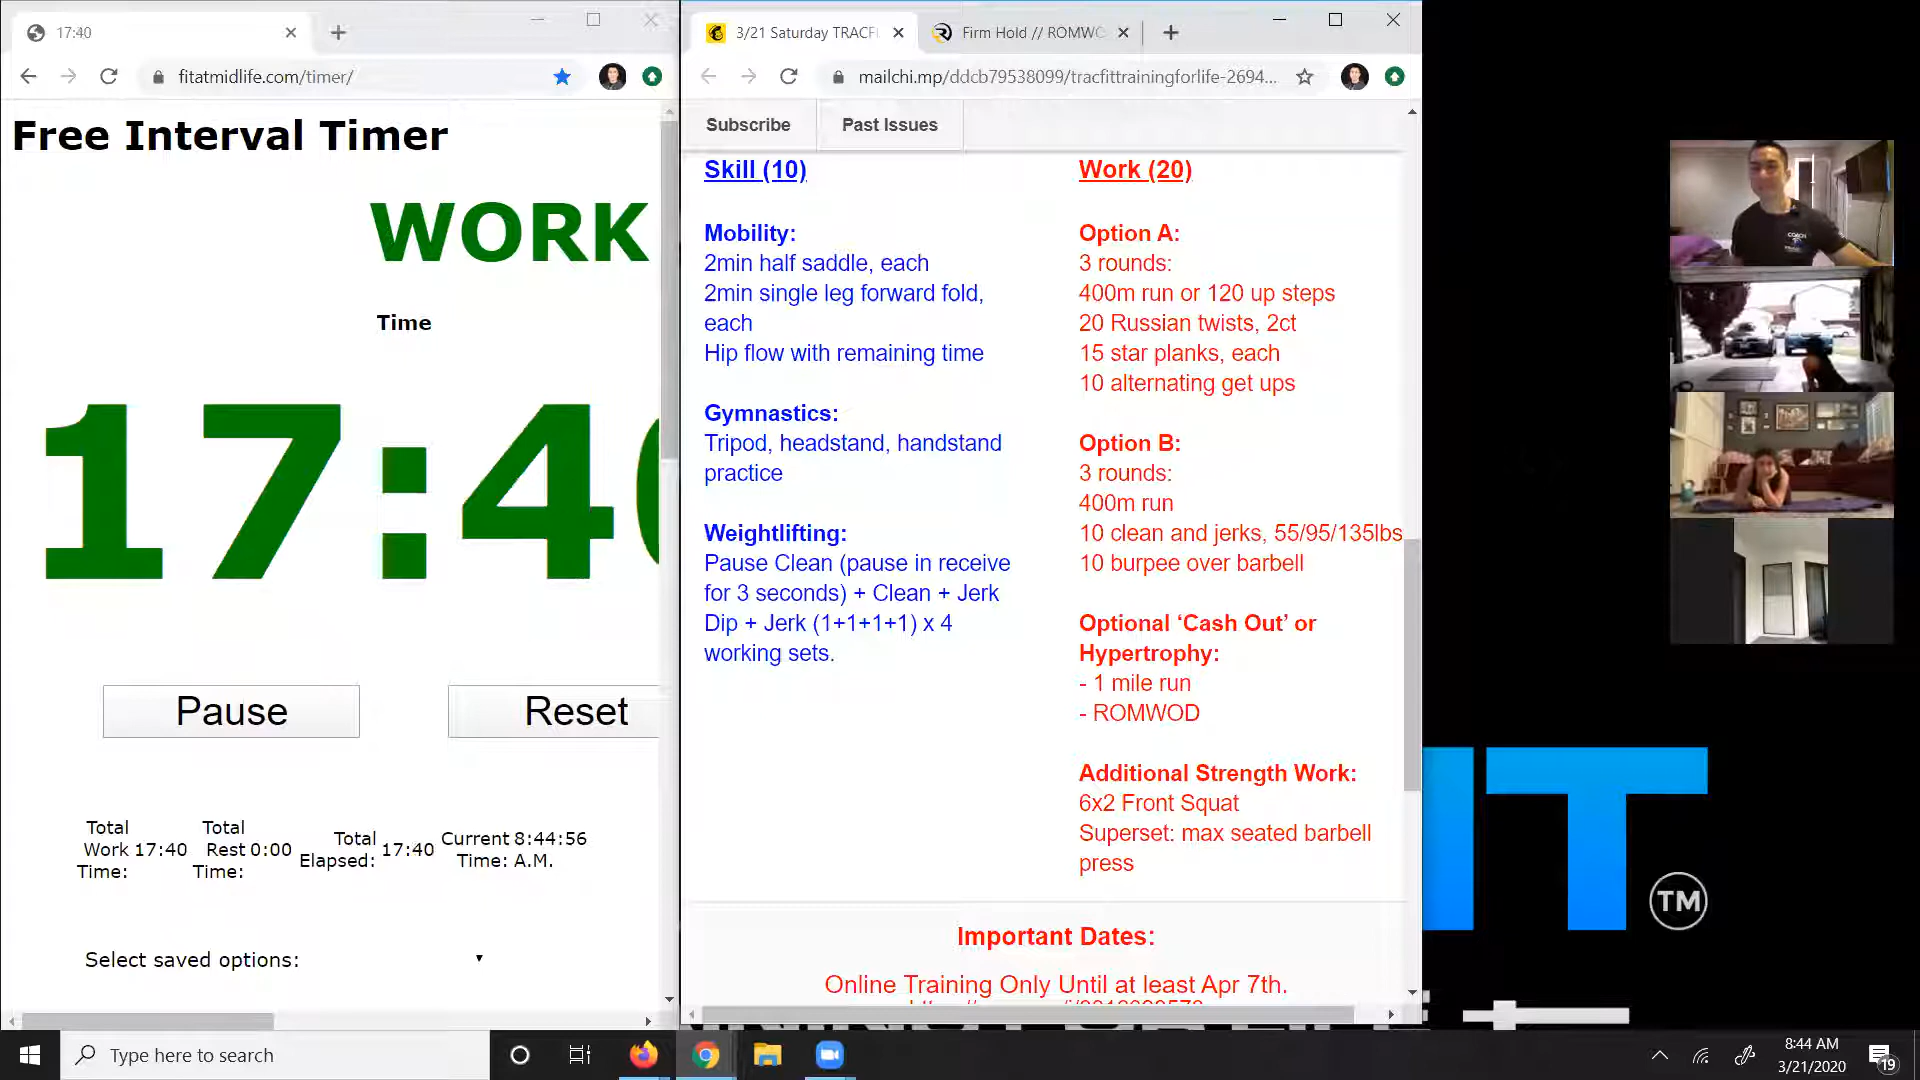 17:40
fitatmidlife.com/timer/
Free Interval Timer
WORK
Time
17:40
Pause
Reset
Total Work Time: 17:40
Total Rest Time: 0:00
Total Elapsed: 17:40
Current Time: 8:44:56 A.M.
Select saved options:
3/21 Saturday TRACF
Firm Hold // ROMWO
mailchi.mp/ddcb79538099/tracfittrainingforlife-2694...
Subscribe
Past Issues
Skill (10)
Mobility:
2min half saddle, each
2min single leg forward fold,
each
Hip flow with remaining time
Gymnastics:
Tripod, headstand, handstand
practice
Weightlifting:
Pause Clean (pause in receive
for 3 seconds) + Clean + Jerk
Dip + Jerk (1+1+1+1) x 4
working sets.
Work (20)
Option A:
3 rounds:
400m run or 120 up steps
20 Russian twists, 2ct
15 star planks, each
10 alternating get ups
Option B:
3 rounds:
400m run
10 clean and jerks, 55/95/135lbs
10 burpee over barbell
Optional ‘Cash Out’ or
Hypertrophy:
- 1 mile run
- ROMWOD
Additional Strength Work:
6x2 Front Squat
Superset: max seated barbell
press
Important Dates:
Online Training Only Until at least Apr 7th.
COACH
IT
TM
Type here to search
8:44 AM
3/21/2020
19